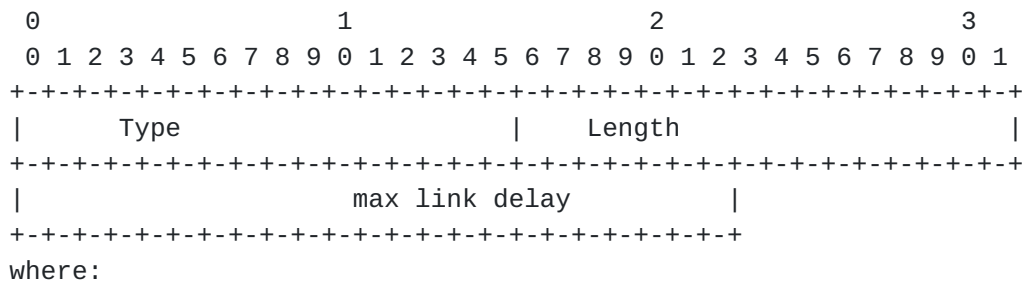 0                   1                   2                   3
 0 1 2 3 4 5 6 7 8 9 0 1 2 3 4 5 6 7 8 9 0 1 2 3 4 5 6 7 8 9 0 1
+-+-+-+-+-+-+-+-+-+-+-+-+-+-+-+-+-+-+-+-+-+-+-+-+-+-+-+-+-+-+-+-+
|      Type                     |    Length                     |
+-+-+-+-+-+-+-+-+-+-+-+-+-+-+-+-+-+-+-+-+-+-+-+-+-+-+-+-+-+-+-+-+
|                     max link delay          |
+-+-+-+-+-+-+-+-+-+-+-+-+-+-+-+-+-+-+-+-+-+-+-+
where: